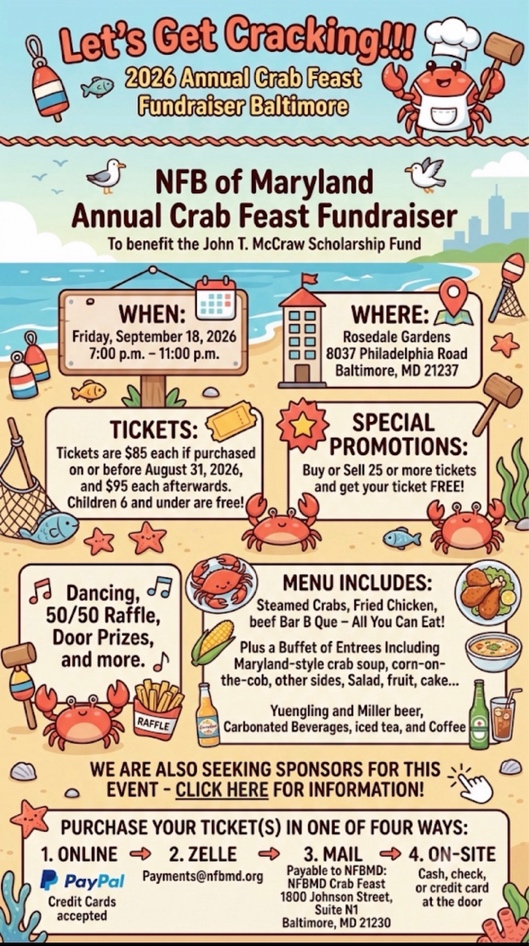 Let's Get Cracking!!!
2026 Annual Crab Feast
Fundraiser Baltimore
NFB of Maryland
Annual Crab Feast Fundraiser
To benefit the John T. McCraw Scholarship Fund
WHEN:
Friday, September 18, 2026
7:00 p.m. – 11:00 p.m.
WHERE:
Rosedale Gardens
8037 Philadelphia Road
Baltimore, MD 21237
TICKETS:
Tickets are $85 each if purchased
on or before August 31, 2026,
and $95 each afterwards.
Children 6 and under are free!
SPECIAL
PROMOTIONS:
Buy or Sell 25 or more tickets
and get your ticket FREE!
Dancing,
50/50 Raffle,
Door Prizes,
and more.
RAFFLE
MENU INCLUDES:
Steamed Crabs, Fried Chicken,
beef Bar B Que – All You Can Eat!
Plus a Buffet of Entrees Including
Maryland-style crab soup, corn-on-
the-cob, other sides, Salad, fruit, cake...
Yuengling and Miller beer,
Carbonated Beverages, iced tea, and Coffee
WE ARE ALSO SEEKING SPONSORS FOR THIS
EVENT – CLICK HERE FOR INFORMATION!
PURCHASE YOUR TICKET(S) IN ONE OF FOUR WAYS:
1. ONLINE
PayPal
Credit Cards
accepted
2. ZELLE
Payments@nfbmd.org
3. MAIL
Payable to NFBMD:
NFBMD Crab Feast
1800 Johnson Street,
Suite N1
Baltimore, MD 21230
4. ON-SITE
Cash, check,
or credit card
at the door